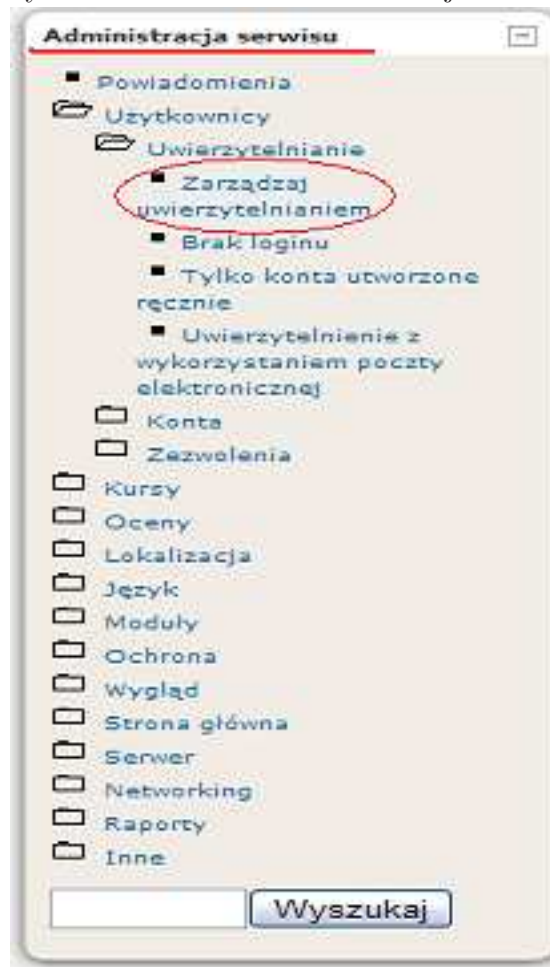 Administracja serwisu
Powiadomienia
Użytkownicy
Uwierzytelnianie
Zarządzaj
uwierzytelnianiem
Brak loginu
Tylko konta utworzone
ręcznie
Uwierzytelnienie z
wykorzystaniem poczty
elektronicznej
Konta
Zezwolenia
Kursy
Oceny
Lokalizacja
Język
Moduły
Ochrona
Wygląd
Strona główna
Serwer
Networking
Raporty
Inne
Wyszukaj